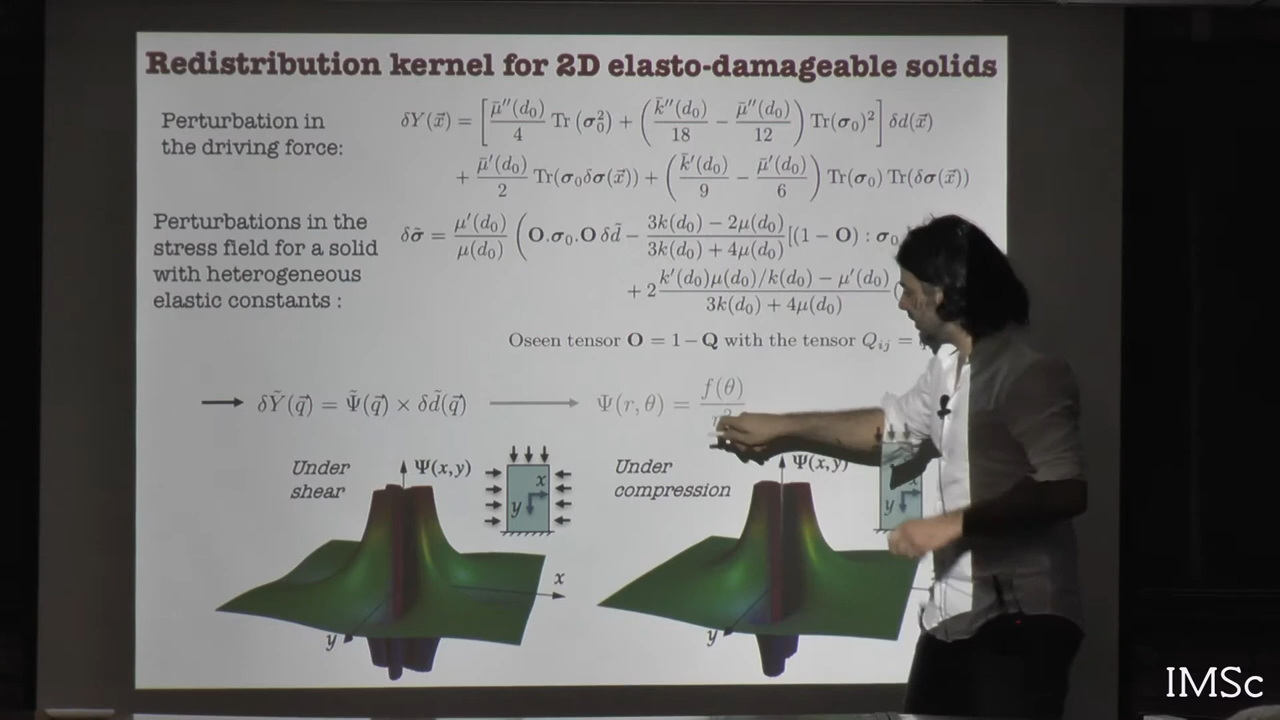 Redistribution kernel for 2D elasto-damageable solids
Perturbation in
the driving force:
δY(x⃗) = [ μ̄''(d₀)/4 Tr(σ₀²) + ( k̄''(d₀)/18 − μ̄''(d₀)/12 ) Tr(σ₀)² ] δd(x⃗)
+ μ̄'(d₀)/2 Tr(σ₀δσ(x⃗)) + ( k̄'(d₀)/9 − μ̄'(d₀)/6 ) Tr(σ₀) Tr(δσ(x⃗))
Perturbations in the
stress field for a solid
with heterogeneous
elastic constants :
δσ̃ = μ'(d₀)/μ(d₀) ( O.σ₀.O δd̃ − (3k(d₀) − 2μ(d₀))/(3k(d₀) + 4μ(d₀)) [(1 − O) : σ₀
+ 2 (k'(d₀)μ(d₀)/k(d₀) − μ'(d₀))/(3k(d₀) + 4μ(d₀)) (
Oseen tensor O = 1 − Q with the tensor Qᵢⱼ =
δỸ(q⃗) = Ψ̃(q⃗) × δd̃(q⃗)
Ψ(r, θ) = f(θ)/r²
Under
shear
Ψ(x,y)
x
y
x
y
Under
compression
Ψ(x,y)
x
y
y
IMSc